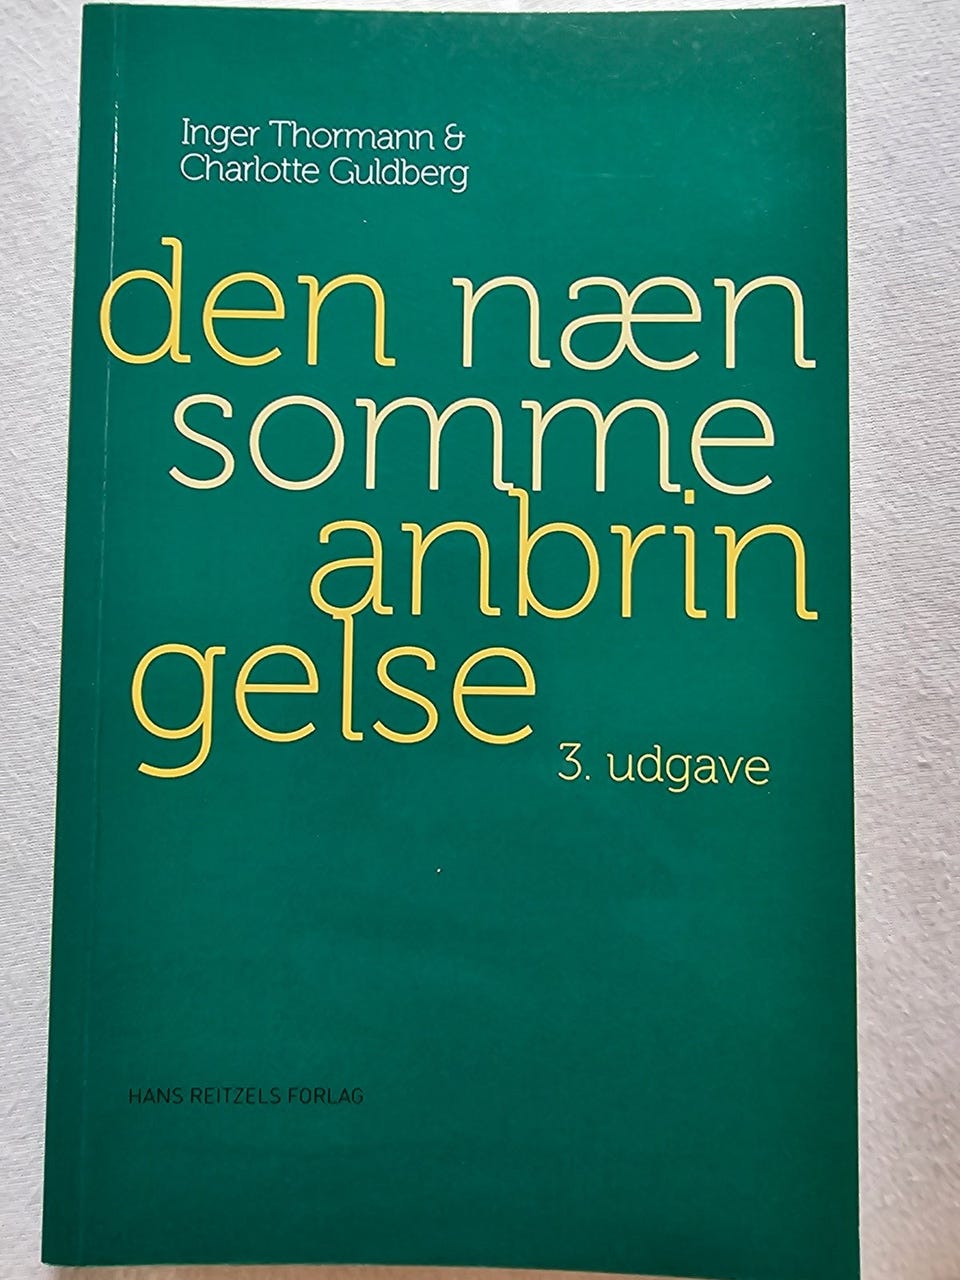 Inger Thormann &
Charlotte Guldberg
den næn
somme
anbrin
gelse
3. udgave
HANS REITZELS FORLAG